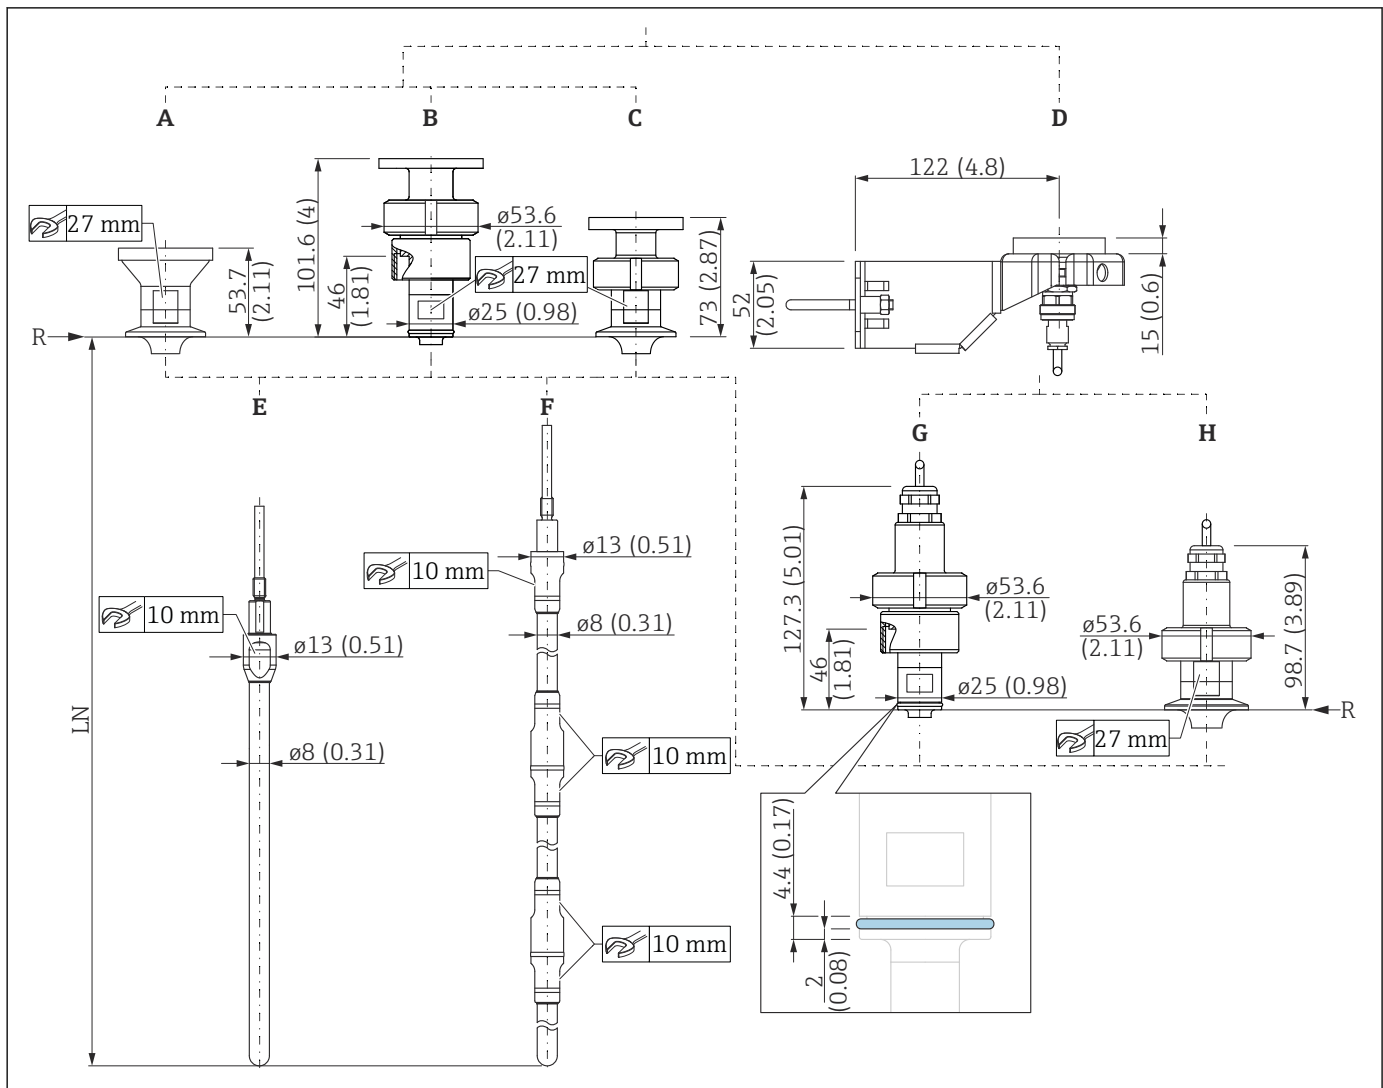 A
B
C
D
27 mm
53.7
(2.11)
101.6 (4)
46
(1.81)
ø53.6
(2.11)
27 mm
ø25 (0.98)
73 (2.87)
122 (4.8)
52
(2.05)
15 (0.6)
R
E
F
G
H
LN
10 mm
ø13 (0.51)
ø8 (0.31)
10 mm
ø13 (0.51)
ø8 (0.31)
10 mm
10 mm
127.3 (5.01)
46
(1.81)
ø53.6
(2.11)
ø25 (0.98)
ø53.6
(2.11)
98.7 (3.89)
R
27 mm
4.4 (0.17)
2
(0.08)